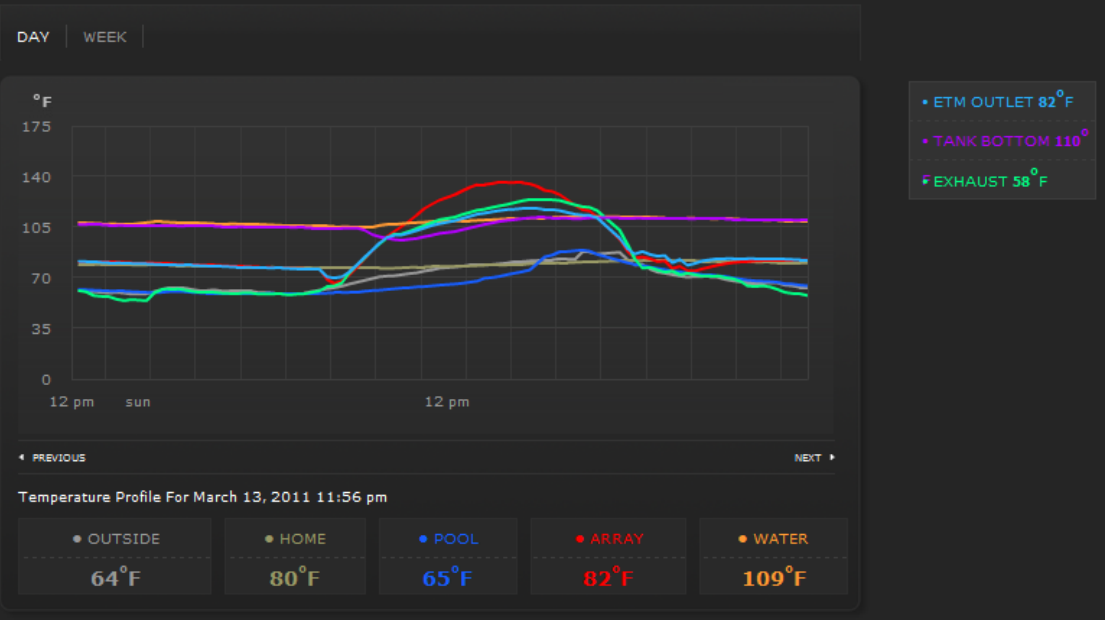 DAY WEEK
°F
175
140
105
70
35
0
12 pm sun 12 pm
PREVIOUS NEXT
Temperature Profile For March 13, 2011 11:56 pm
OUTSIDE HOME POOL ARRAY WATER
64°F 80°F 65°F 82°F 109°F
ETM OUTLET 82°F
TANK BOTTOM 110°
EXHAUST 58°F